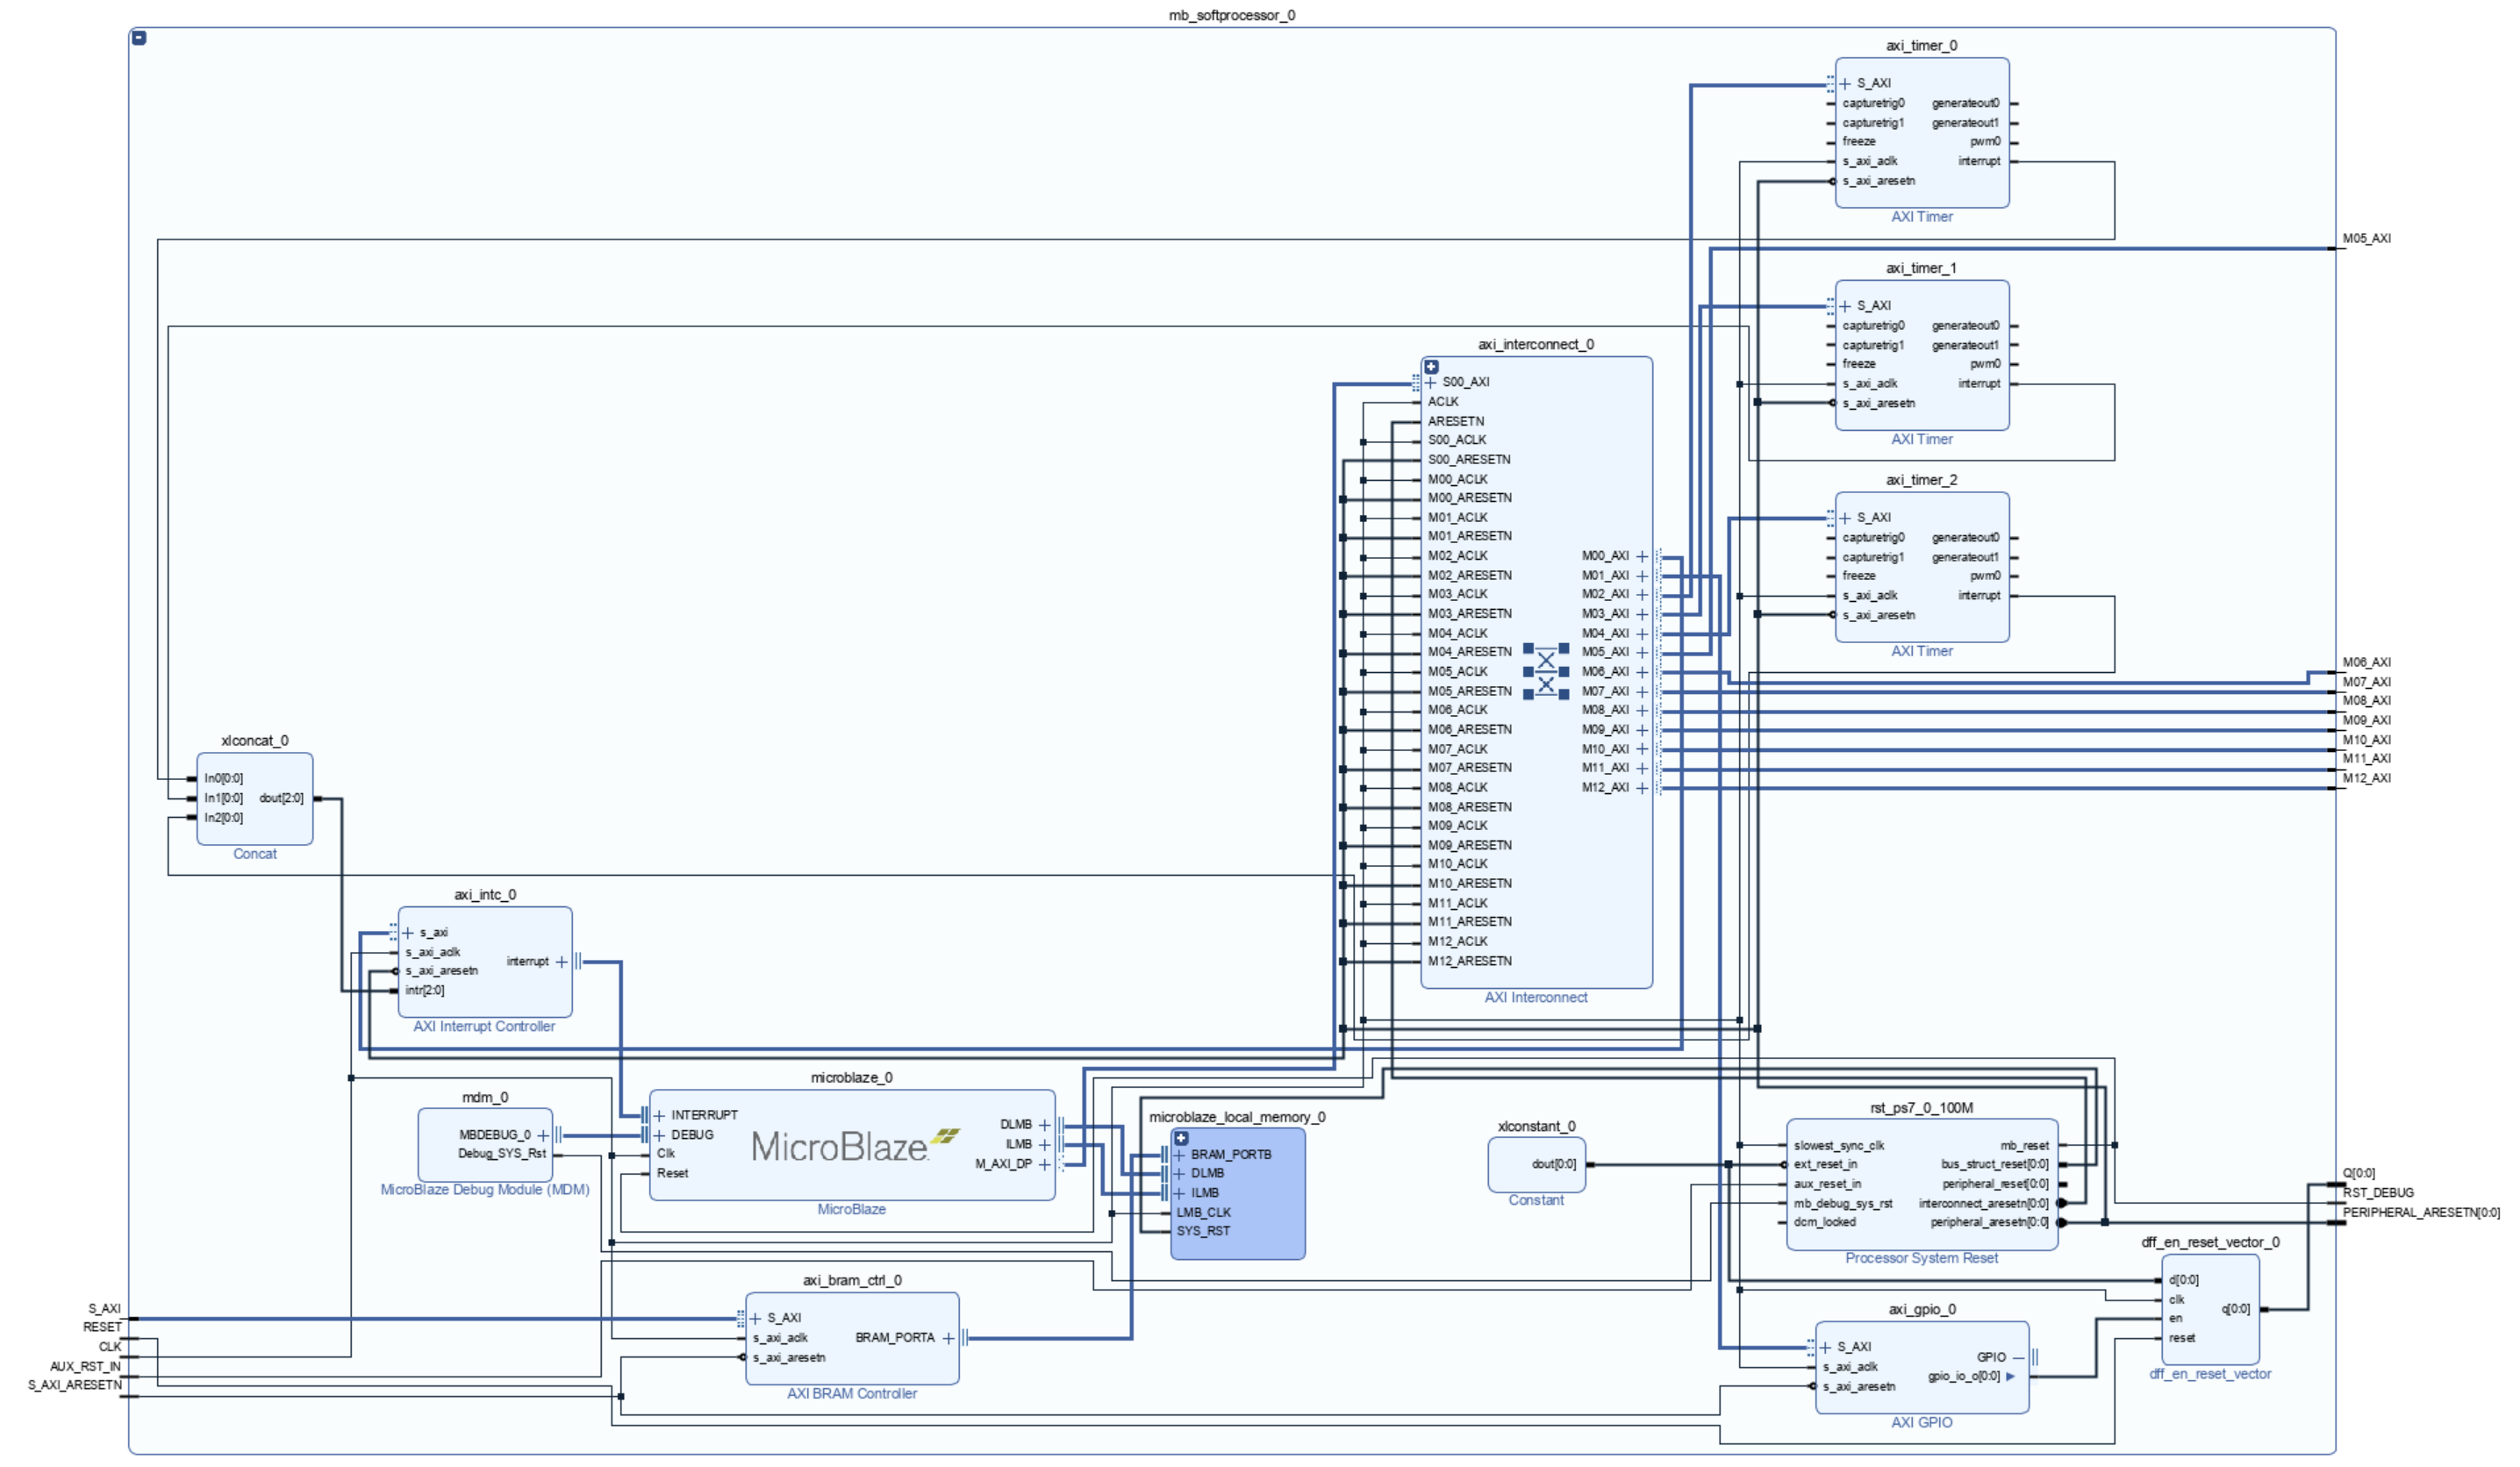 mb_softprocessor_0
axi_timer_0
S_AXI
capturetrig0 generateout0
capturetrig1 generateout1
freeze pwm0
s_axi_aclk interrupt
s_axi_aresetn
AXI Timer
M05_AXI
axi_timer_1
S_AXI
capturetrig0 generateout0
capturetrig1 generateout1
freeze pwm0
s_axi_aclk interrupt
s_axi_aresetn
AXI Timer
axi_timer_2
S_AXI
capturetrig0 generateout0
capturetrig1 generateout1
freeze pwm0
s_axi_aclk interrupt
s_axi_aresetn
AXI Timer
axi_interconnect_0
S00_AXI
ACLK
ARESETN
S00_ACLK
S00_ARESETN
M00_ACLK
M00_ARESETN
M01_ACLK
M01_ARESETN
M02_ACLK M00_AXI
M02_ARESETN M01_AXI
M03_ACLK M02_AXI
M03_ARESETN M03_AXI
M04_ACLK M04_AXI
M04_ARESETN M05_AXI
M05_ACLK M06_AXI
M05_ARESETN M07_AXI
M06_ACLK M08_AXI
M06_ARESETN M09_AXI
M07_ACLK M10_AXI
M07_ARESETN M11_AXI
M08_ACLK M12_AXI
M08_ARESETN
M09_ACLK
M09_ARESETN
M10_ACLK
M10_ARESETN
M11_ACLK
M11_ARESETN
M12_ACLK
M12_ARESETN
AXI Interconnect
M06_AXI
M07_AXI
M08_AXI
M09_AXI
M10_AXI
M11_AXI
M12_AXI
xlconcat_0
In0[0:0]
In1[0:0] dout[2:0]
In2[0:0]
Concat
axi_intc_0
s_axi
s_axi_aclk
s_axi_aresetn interrupt
intr[2:0]
AXI Interrupt Controller
mdm_0
MBDEBUG_0
Debug_SYS_Rst
MicroBlaze Debug Module (MDM)
microblaze_0
INTERRUPT DLMB
DEBUG ILMB
Clk M_AXI_DP
Reset
MicroBlaze
MicroBlaze
microblaze_local_memory_0
BRAM_PORTB
DLMB
ILMB
LMB_CLK
SYS_RST
xlconstant_0
dout[0:0]
Constant
rst_ps7_0_100M
slowest_sync_clk mb_reset
ext_reset_in bus_struct_reset[0:0]
aux_reset_in peripheral_reset[0:0]
mb_debug_sys_rst interconnect_aresetn[0:0]
dcm_locked peripheral_aresetn[0:0]
Processor System Reset
Q[0:0]
RST_DEBUG
PERIPHERAL_ARESETN[0:0]
dff_en_reset_vector_0
d[0:0]
clk
en q[0:0]
reset
dff_en_reset_vector
axi_bram_ctrl_0
S_AXI
s_axi_aclk BRAM_PORTA
s_axi_aresetn
AXI BRAM Controller
axi_gpio_0
S_AXI
s_axi_aclk GPIO
s_axi_aresetn gpio_io_o[0:0]
AXI GPIO
S_AXI
RESET
CLK
AUX_RST_IN
S_AXI_ARESETN